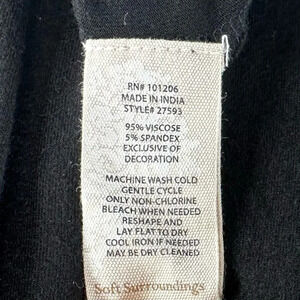 RN# 101206
MADE IN INDIA
STYLE# 27593
95% VISCOSE
5% SPANDEX
EXCLUSIVE OF
DECORATION
MACHINE WASH COLD
GENTLE CYCLE
ONLY NON-CHLORINE
BLEACH WHEN NEEDED
RESHAPE AND
LAY FLAT TO DRY
COOL IRON IF NEEDED
MAY BE DRY CLEANED
Soft Surroundings